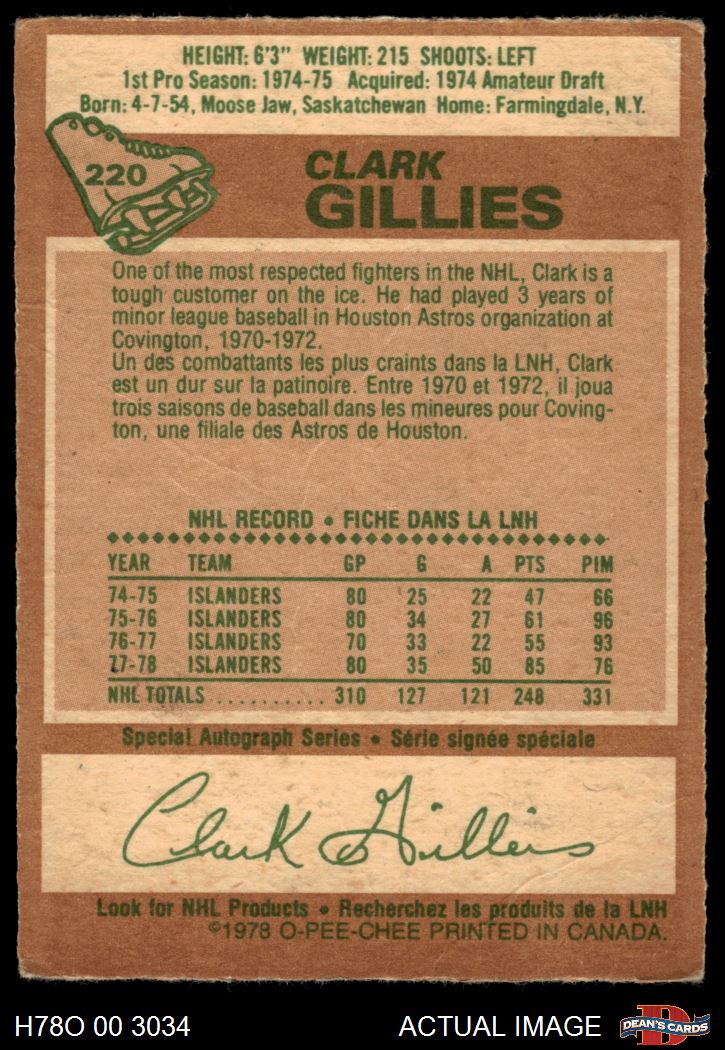 HEIGHT: 6'3" WEIGHT: 215 SHOOTS: LEFT
1st Pro Season: 1974-75 Acquired: 1974 Amateur Draft
Born: 4-7-54, Moose Jaw, Saskatchewan Home: Farmingdale, N.Y.
220
CLARK
GILLIES
One of the most respected fighters in the NHL, Clark is a
tough customer on the ice. He had played 3 years of
minor league baseball in Houston Astros organization at
Covington, 1970-1972.
Un des combattants les plus craints dans la LNH, Clark
est un dur sur la patinoire. Entre 1970 et 1972, il joua
trois saisons de baseball dans les mineures pour Coving-
ton, une filiale des Astros de Houston.
NHL RECORD • FICHE DANS LA LNH
YEAR TEAM GP G A PTS PIM
74-75 ISLANDERS 80 25 22 47 66
75-76 ISLANDERS 80 34 27 61 96
76-77 ISLANDERS 70 33 22 55 93
77-78 ISLANDERS 80 35 50 85 76
NHL TOTALS .......... 310 127 121 248 331
Special Autograph Series • Série signée spéciale
Clark Gillies
Look for NHL Products • Recherchez les produits de la LNH
©1978 O-PEE-CHEE PRINTED IN CANADA.
H78O 00 3034 ACTUAL IMAGE D DEAN'S CARDS